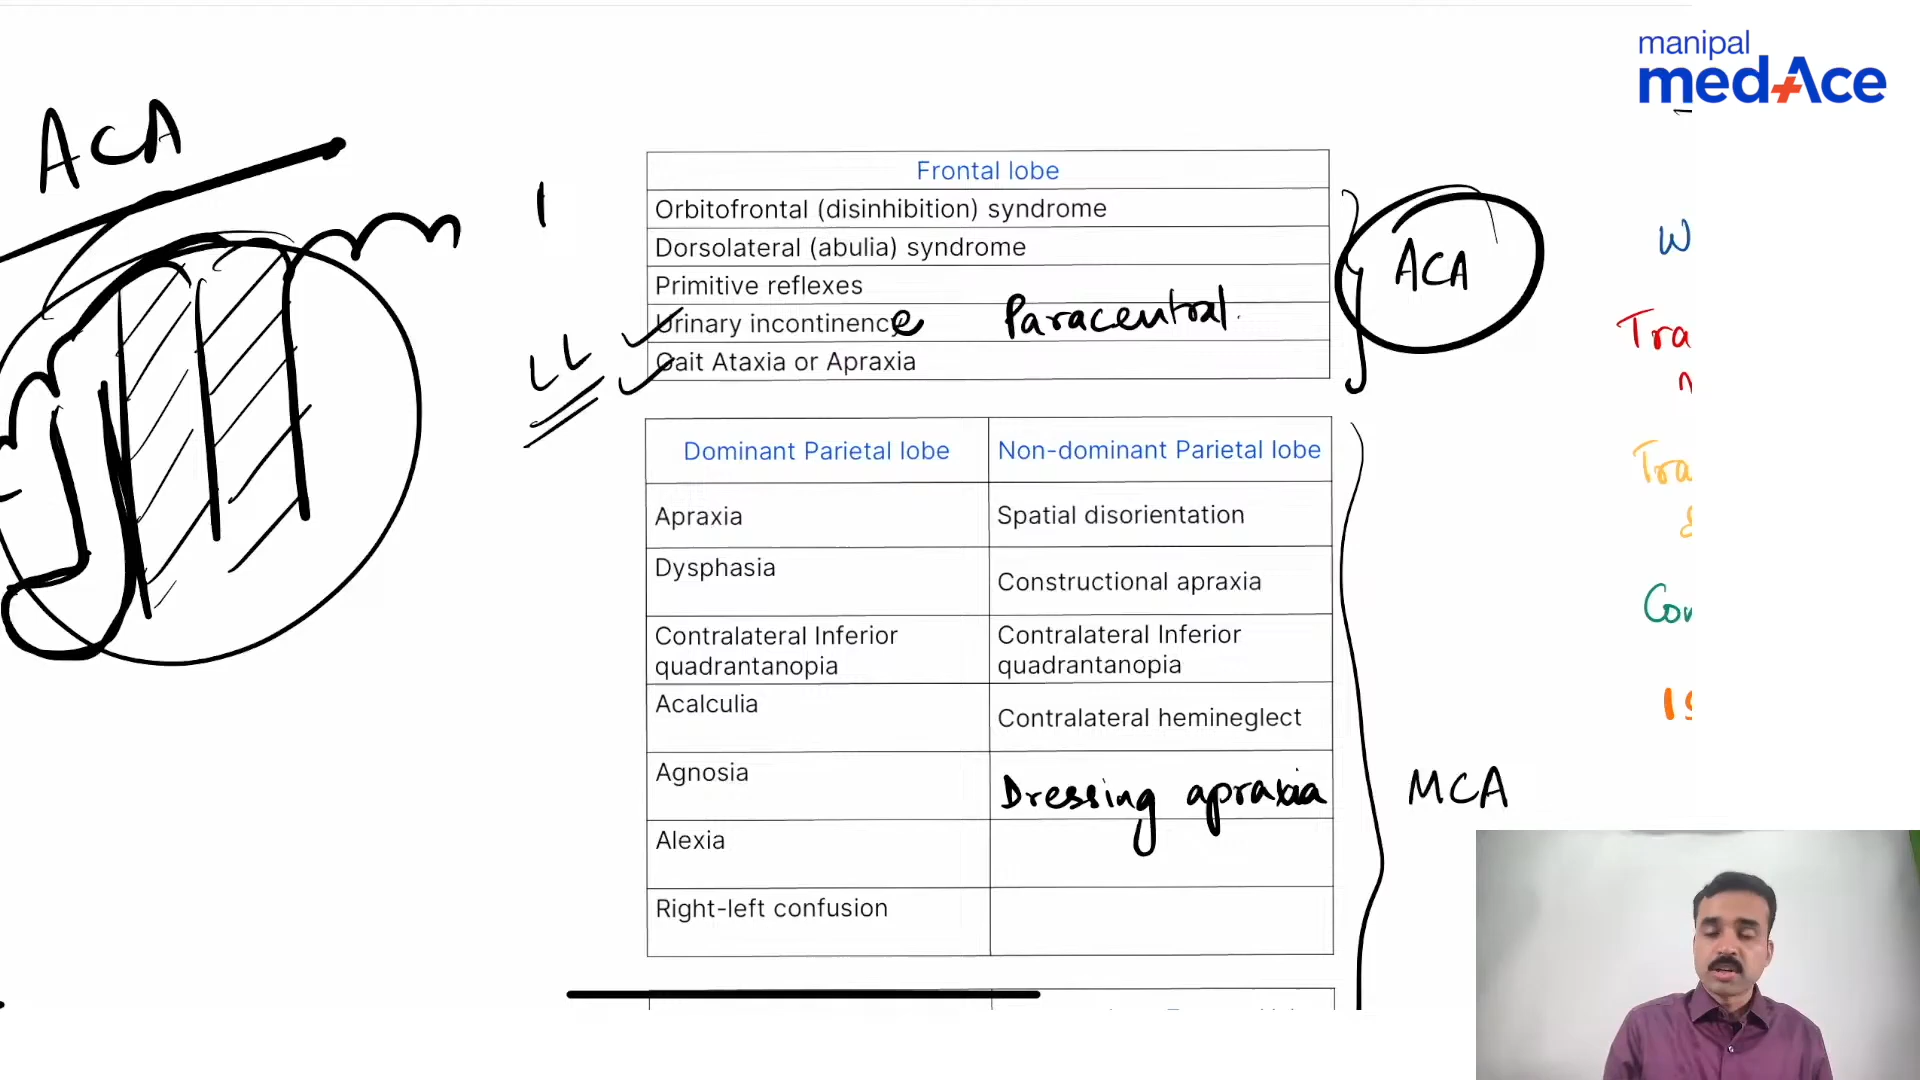 manipal
medAce
ACA
Frontal lobe
Orbitofrontal (disinhibition) syndrome
Dorsolateral (abulia) syndrome
Primitive reflexes
Urinary incontinence Paracentral.
Gait Ataxia or Apraxia
LL
ACA
W
Tra
Tra
Dominant Parietal lobe Non-dominant Parietal lobe
Apraxia Spatial disorientation
Dysphasia Constructional apraxia
Contralateral Inferior quadrantanopia Contralateral Inferior quadrantanopia
Acalculia Contralateral hemineglect
Agnosia Dressing apraxia
Alexia
Right-left confusion
MCA